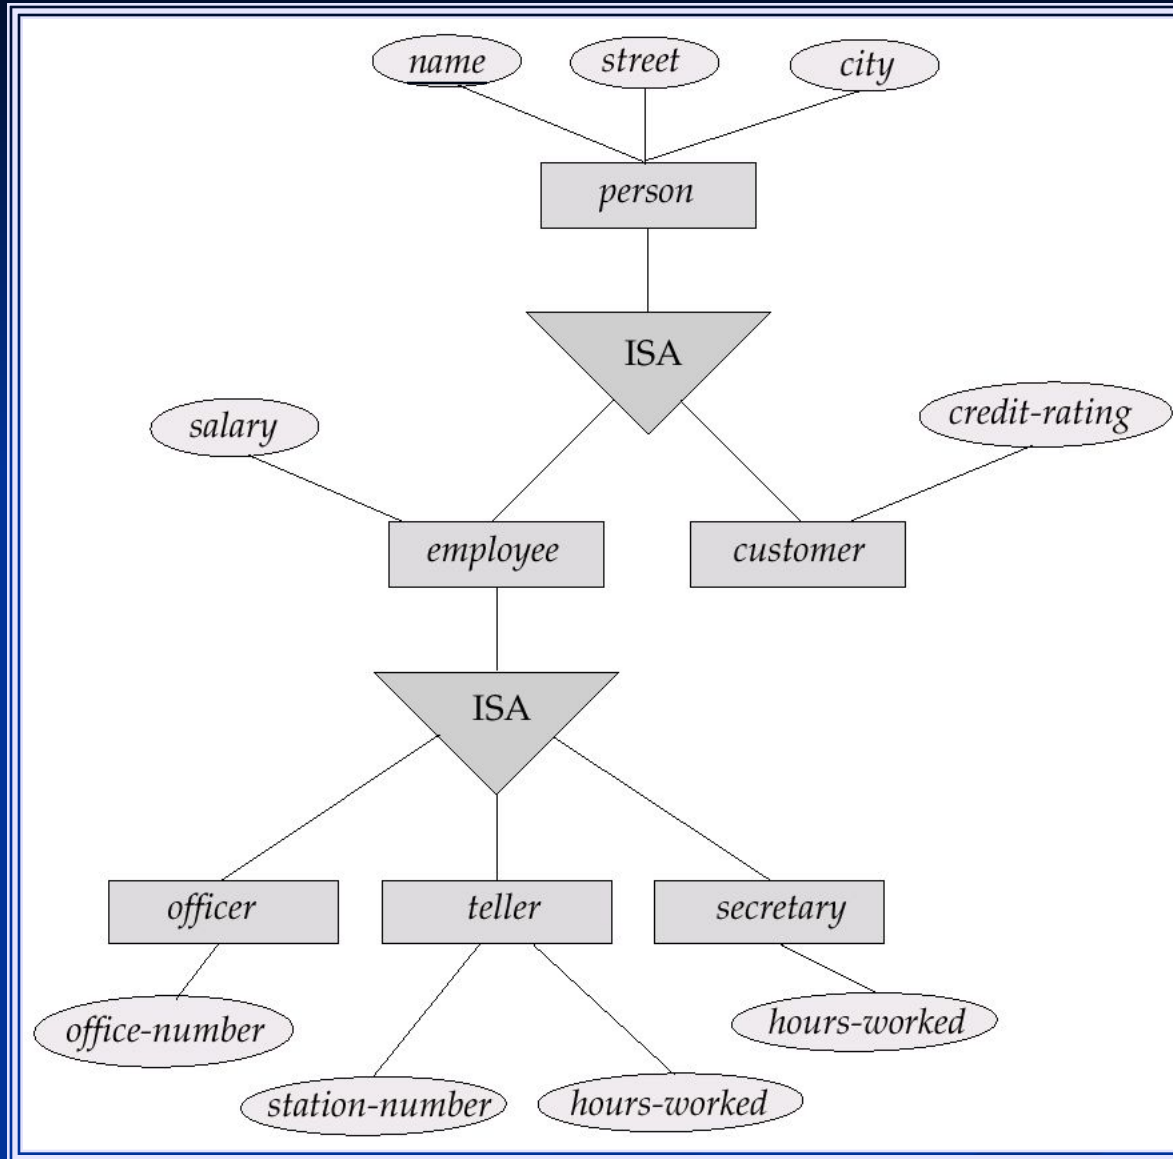 name
street
city
person
ISA
salary
credit-rating
employee
customer
ISA
officer
teller
secretary
office-number
hours-worked
station-number
hours-worked